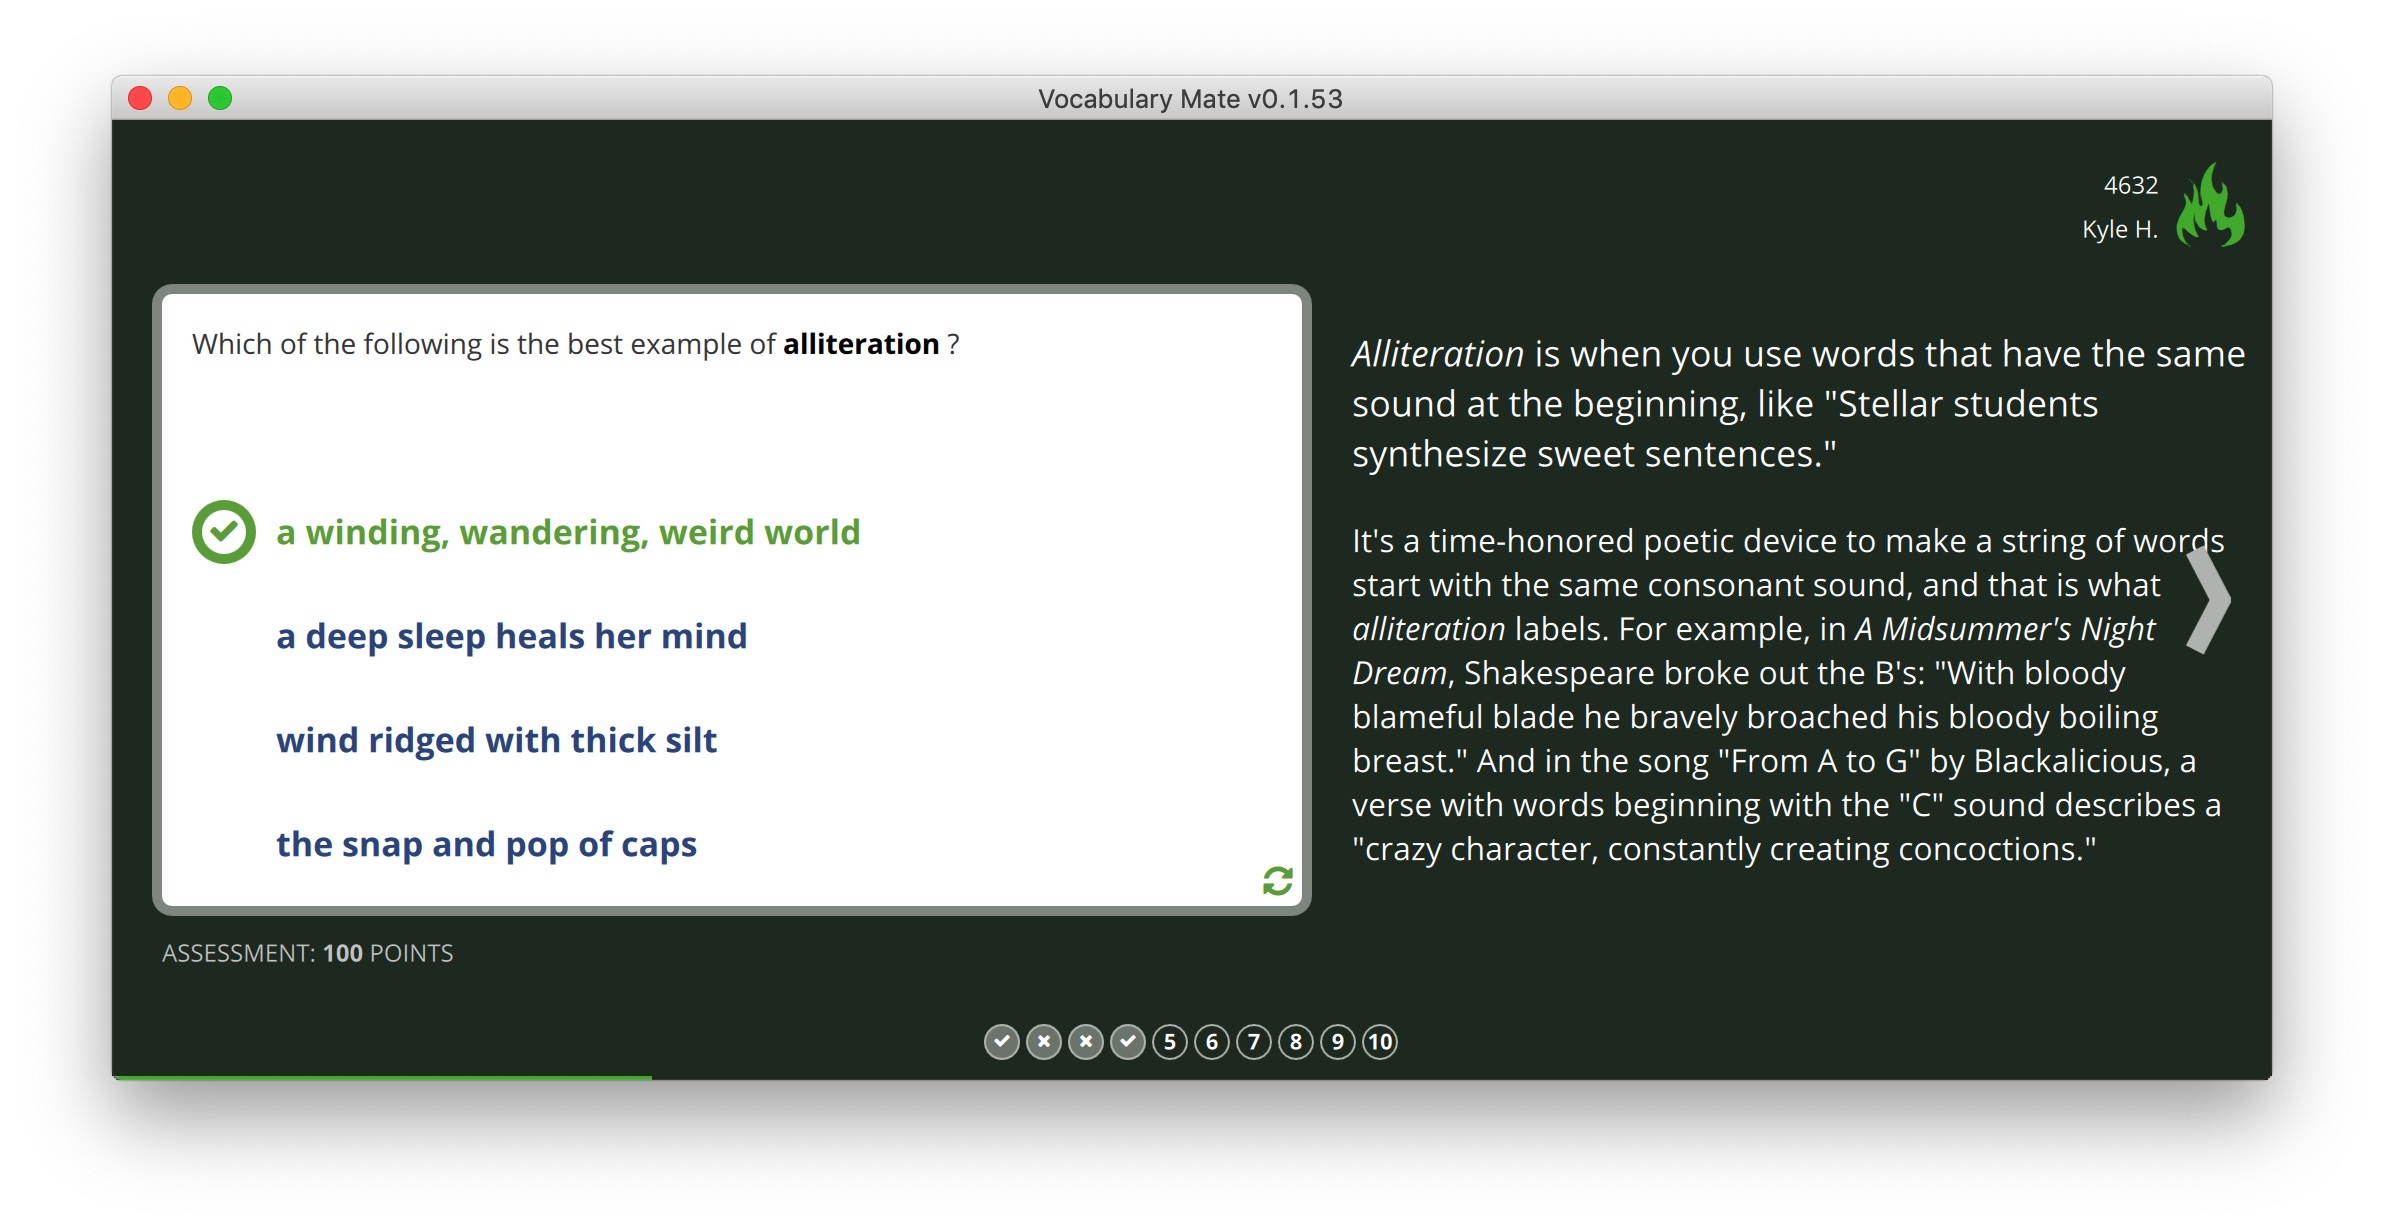 Vocabulary Mate v0.1.53
4632
Kyle H.
Which of the following is the best example of alliteration ?
a winding, wandering, weird world
a deep sleep heals her mind
wind ridged with thick silt
the snap and pop of caps
ASSESSMENT: 100 POINTS
Alliteration is when you use words that have the same
sound at the beginning, like "Stellar students
synthesize sweet sentences."
It's a time-honored poetic device to make a string of words
start with the same consonant sound, and that is what
alliteration labels. For example, in A Midsummer's Night
Dream, Shakespeare broke out the B's: "With bloody
blameful blade he bravely broached his bloody boiling
breast." And in the song "From A to G" by Blackalicious, a
verse with words beginning with the "C" sound describes a
"crazy character, constantly creating concoctions."
5 6 7 8 9 10